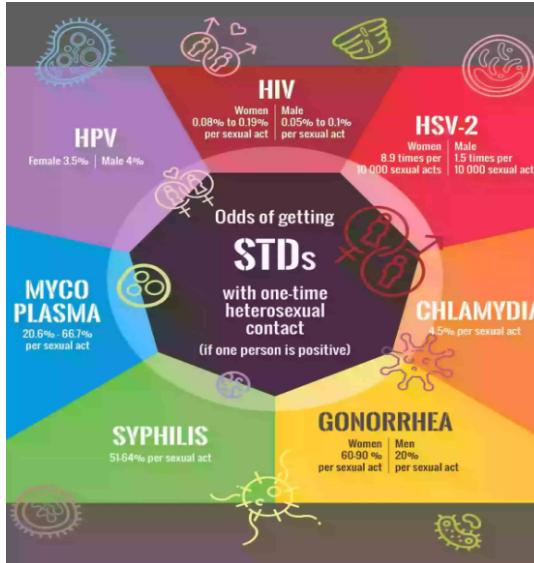 HIV
Women | Male
0.08% to 0.19% | 0.05% to 0.1%
per sexual act | per sexual act
HPV
Female 3.5% | Male 4%
HSV-2
Women | Male
8.9 times per | 1.5 times per
10 000 sexual acts | 10 000 sexual act
Odds of getting
STDs
with one-time
heterosexual
contact
(if one person is positive)
MYCO
PLASMA
20.6% - 66.7%
per sexual act
CHLAMYDIA
4.5% per sexual act
SYPHILIS
51-64% per sexual act
GONORRHEA
Women | Men
60-90 % | 20%
per sexual act | per sexual act